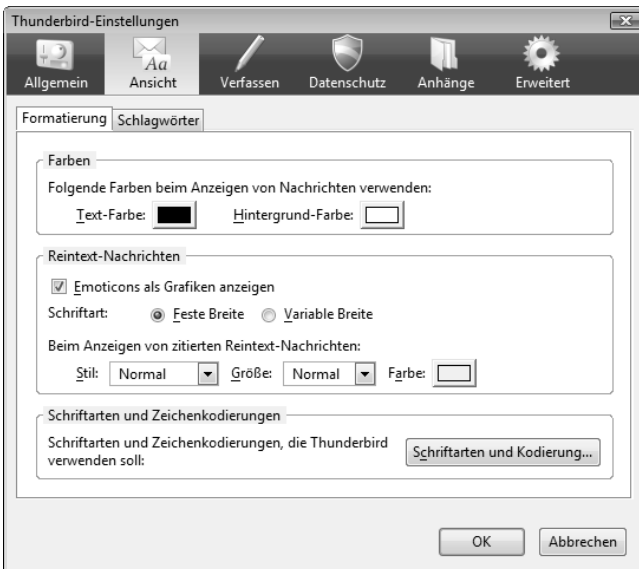 Thunderbird-Einstellungen
Aa
Allgemein Ansicht Verfassen Datenschutz Anhänge Erweitert
Formatierung Schlagwörter
Farben
Folgende Farben beim Anzeigen von Nachrichten verwenden:
Text-Farbe: Hintergrund-Farbe:
Reintext-Nachrichten
Emoticons als Grafiken anzeigen
Schriftart: Feste Breite Variable Breite
Beim Anzeigen von zitierten Reintext-Nachrichten:
Stil: Normal Größe: Normal Farbe:
Schriftarten und Zeichenkodierungen
Schriftarten und Zeichenkodierungen, die Thunderbird
verwenden soll: Schriftarten und Kodierung...
OK Abbrechen